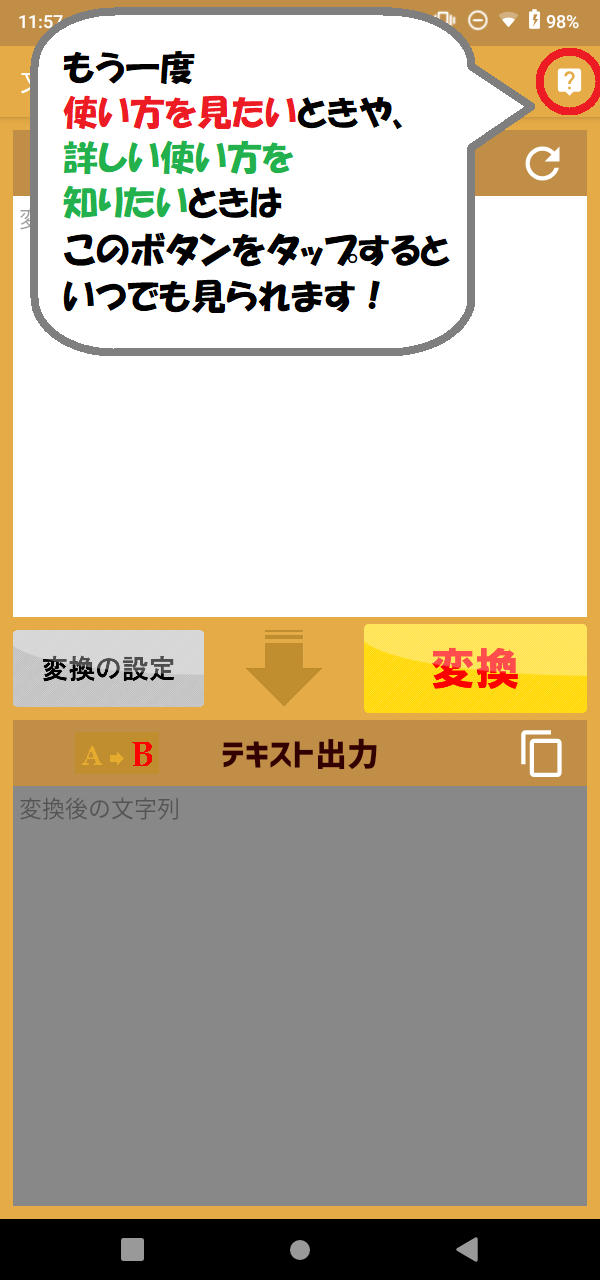 11:57
98%
もう一度
使い方を見たいときや、
詳しい使い方を
知りたいときは
このボタンをタップすると
いつでも見られます！
変換の設定
変換
A B
テキスト出力
変換後の文字列